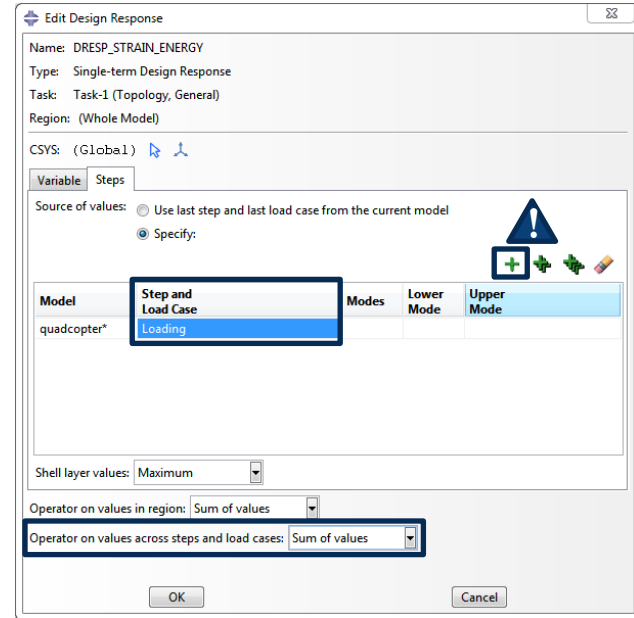 Edit Design Response
Name: DRESP_STRAIN_ENERGY
Type: Single-term Design Response
Task: Task-1 (Topology, General)
Region: (Whole Model)
CSYS: (Global)
Variable Steps
Source of values: Use last step and last load case from the current model
Specify:
Model Step and Load Case Modes Lower Mode Upper Mode
quadcopter* Loading
Shell layer values: Maximum
Operator on values in region: Sum of values
Operator on values across steps and load cases: Sum of values
OK Cancel